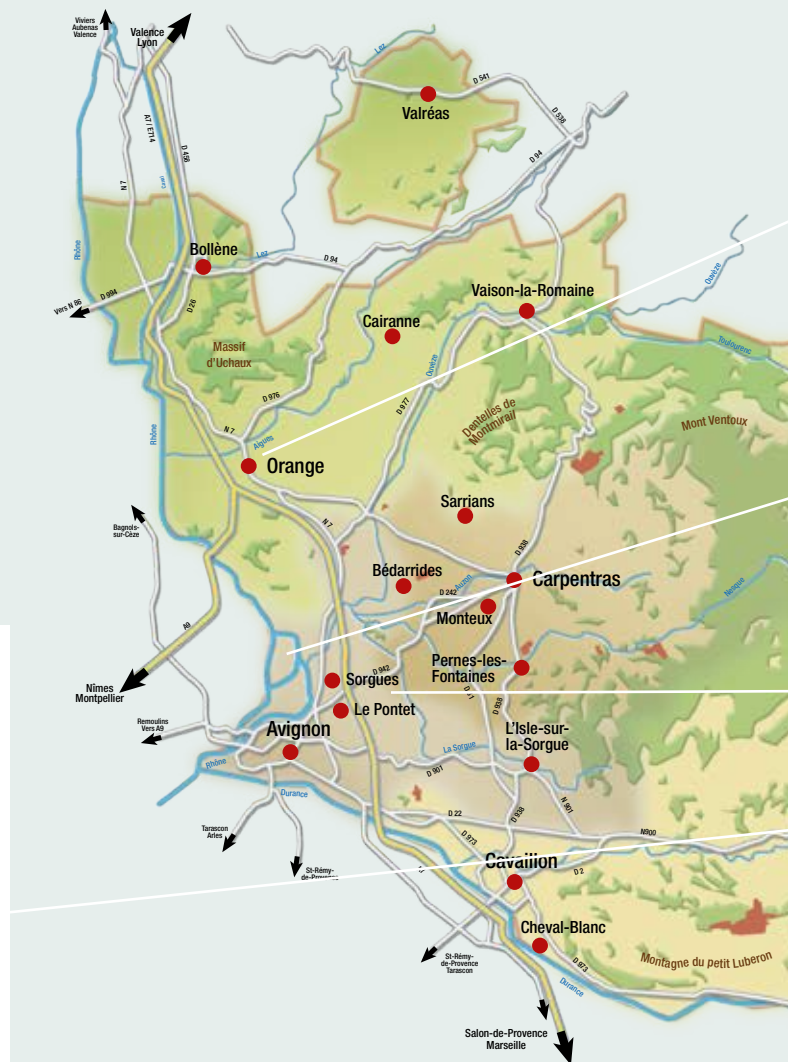 Viviers
Aubenas
Valence
Valence
Lyon
Lez
D 541
Valréas
D 538
A7 / E714
D 458
D 94
N 7
Canal
Rhône
Bollène
Lez
D 94
Ouvèze
D 994
Vers N 86
D 26
Vaison-la-Romaine
Cairanne
Toulourenc
Massif
d'Uchaux
Ouvèze
D 976
D 977
Dentelles de
Montmirail
Mont Ventoux
Rhône
N 7
Aigues
Orange
Sarrians
Bagnols-
sur-Cèze
N 7
D 938
Bédarrides
Auzon
Carpentras
D 242
Monteux
Nesque
A9
Pernes-les-
Fontaines
D 942
Sorgues
Nîmes
Montpellier
D 938
Le Pontet
Remoulins
Vers A9
Avignon
L'Isle-sur-
la-Sorgue
La Sorgue
Rhône
D 901
Durance
N 901
D 22
D 938
Tarascon
Arles
D 973
N900
St-Rémy-
de-Provence
Cavaillon
D 2
Cheval-Blanc
St-Rémy-
de-Provence
Tarascon
D 973
Montagne du petit Luberon
Durance
Salon-de-Provence
Marseille